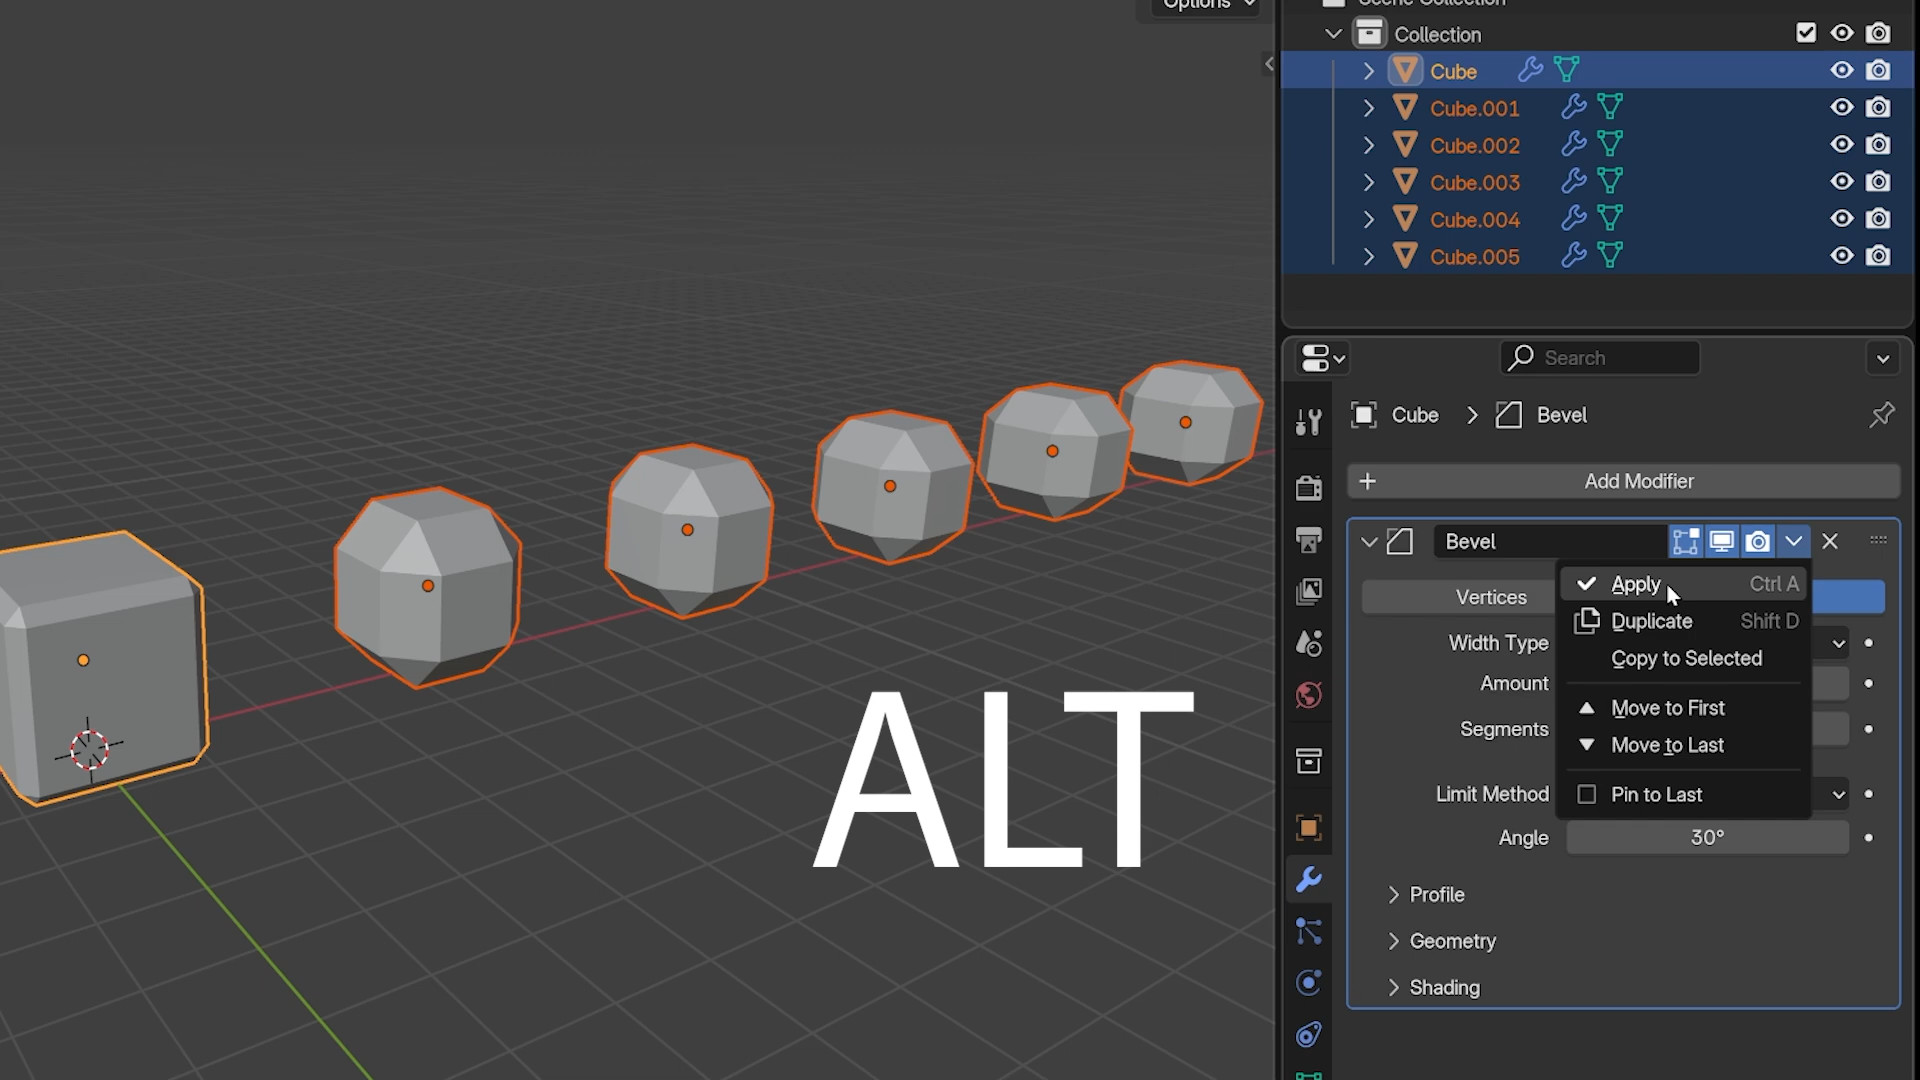 Options
Scene Collection
Collection
Cube
Cube.001
Cube.002
Cube.003
Cube.004
Cube.005
Search
Cube > Bevel
+ Add Modifier
Bevel
Apply Ctrl A
Vertices
Duplicate Shift D
Width Type
Copy to Selected
Amount
Move to First
Segments
Move to Last
Limit Method
Pin to Last
Angle 30°
Profile
Geometry
Shading
ALT